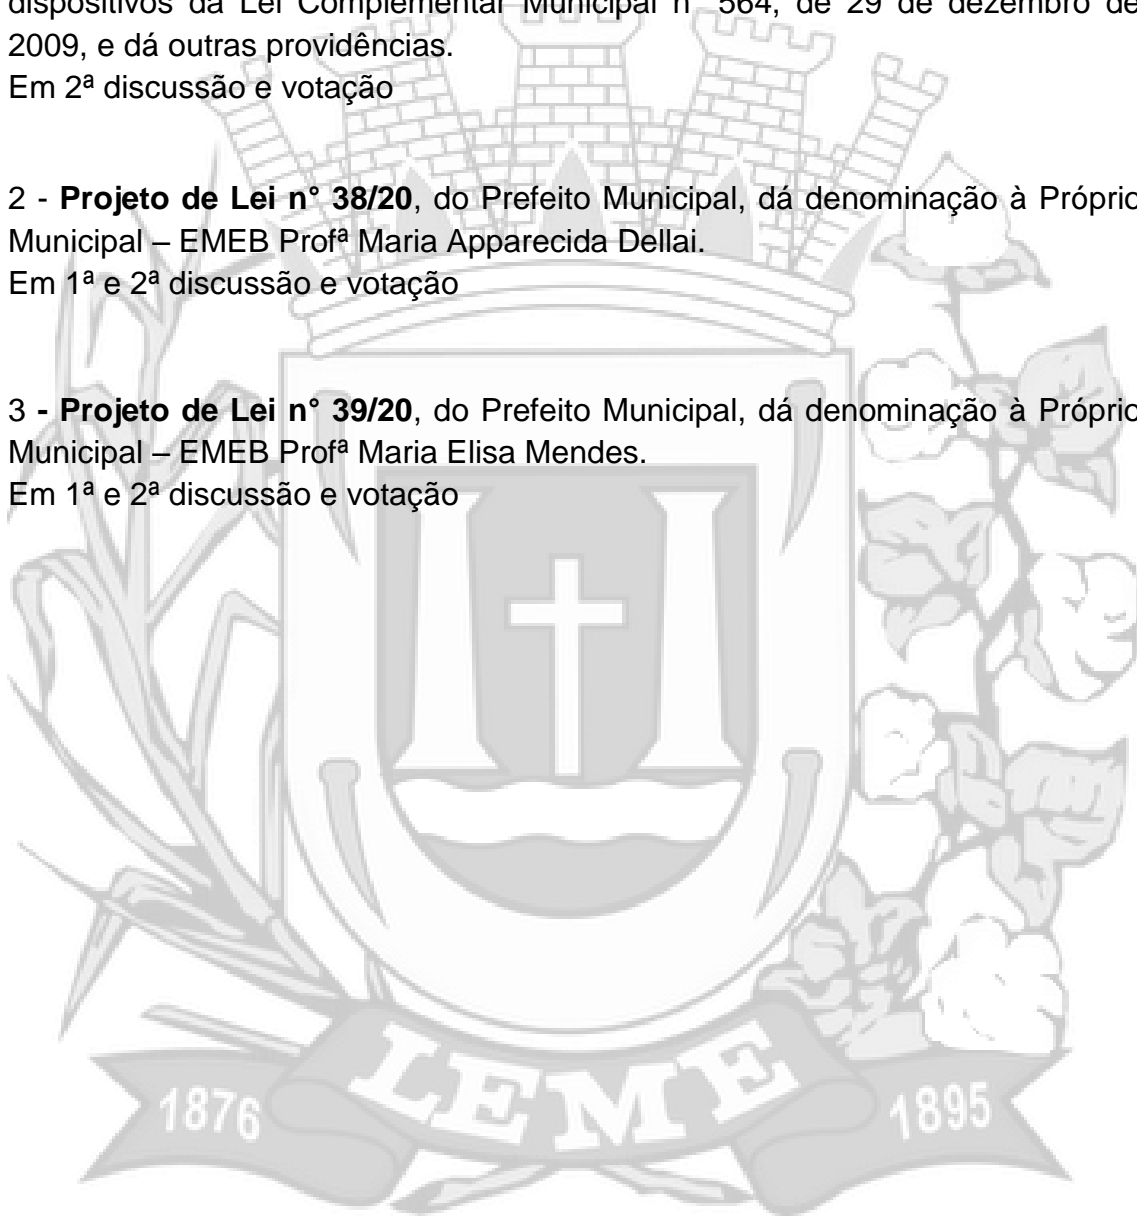 dispositivos da Lei Complementar Municipal n° 564, de 29 de dezembro de
2009, e dá outras providências.
Em 2ª discussão e votação
2 - Projeto de Lei n° 38/20, do Prefeito Municipal, dá denominação à Próprio
Municipal – EMEB Profª Maria Apparecida Dellai.
Em 1ª e 2ª discussão e votação
3 - Projeto de Lei n° 39/20, do Prefeito Municipal, dá denominação à Próprio
Municipal – EMEB Profª Maria Elisa Mendes.
Em 1ª e 2ª discussão e votação
1876 LEME 1895